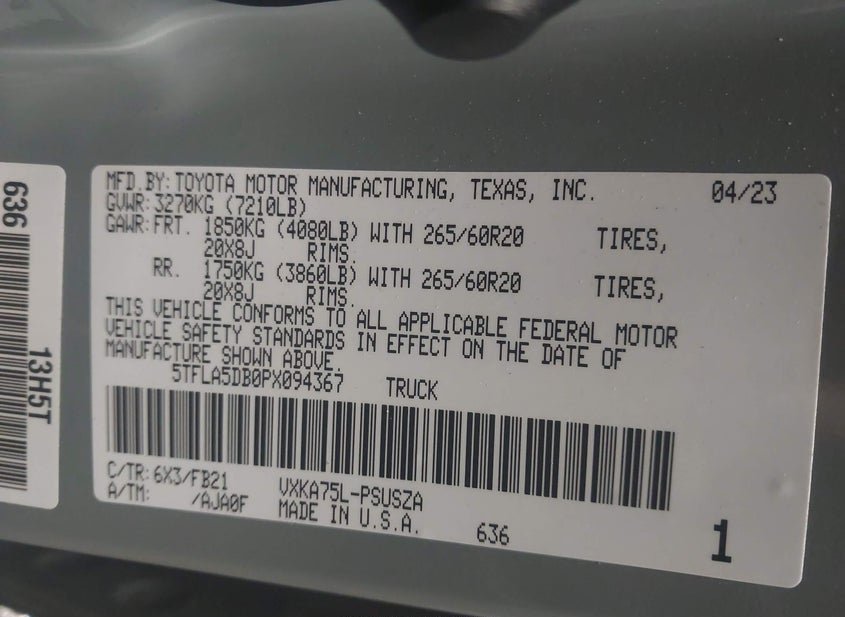 636
13H5T
MFD.BY:TOYOTA MOTOR MANUFACTURING, TEXAS, INC. 04/23
GVWR:3270KG (7210LB)
GAWR:FRT. 1850KG (4080LB) WITH 265/60R20 TIRES,
20X8J RIMS.
RR. 1750KG (3860LB) WITH 265/60R20 TIRES,
20X8J RIMS.
THIS VEHICLE CONFORMS TO ALL APPLICABLE FEDERAL MOTOR
VEHICLE SAFETY STANDARDS IN EFFECT ON THE DATE OF
MANUFACTURE SHOWN ABOVE.
5TFLA5DB0PX094367 TRUCK
C/TR:6X3/FB21 VXKA75L-PSUSZA
A/TM: /AJA0F MADE IN U.S.A. 636 1